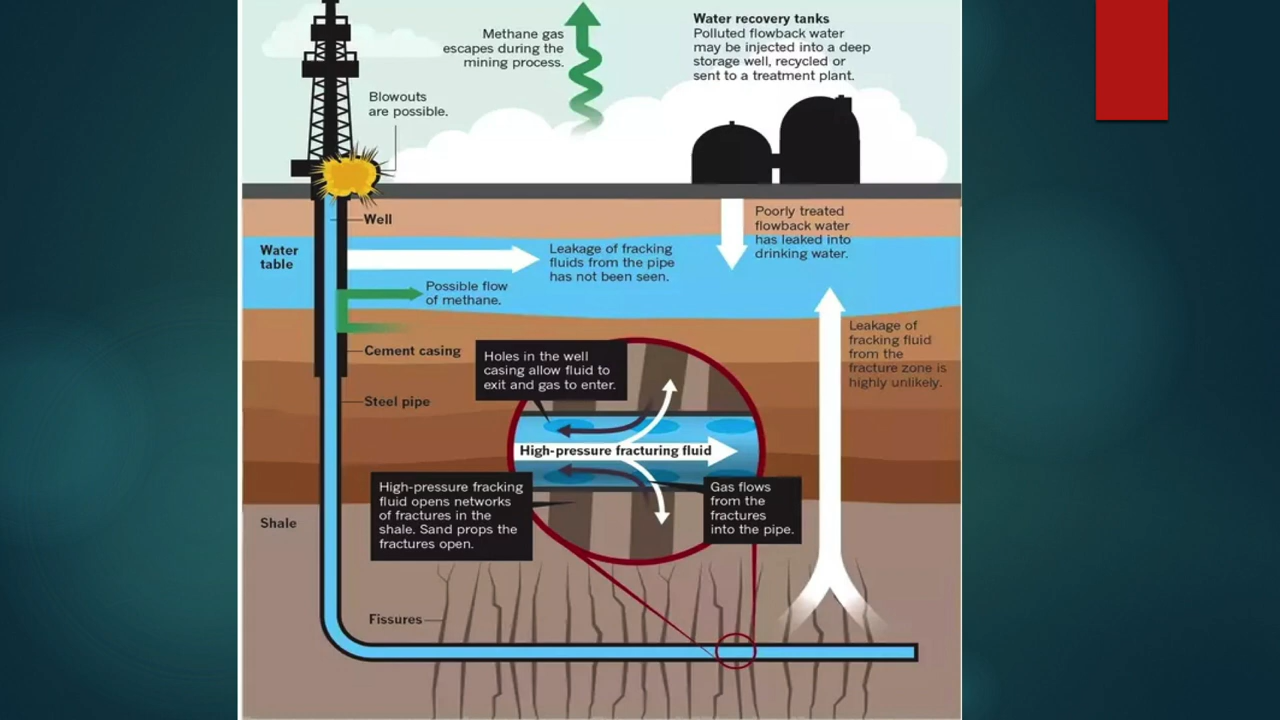 Methane gas
escapes during the
mining process.
Water recovery tanks
Polluted flowback water
may be injected into a deep
storage well, recycled or
sent to a treatment plant.
Blowouts
are possible.
Well
Poorly treated
flowback water
has leaked into
drinking water.
Water
table
Leakage of fracking
fluids from the pipe
has not been seen.
Possible flow
of methane.
Leakage of
fracking fluid
from the
fracture zone is
highly unlikely.
Cement casing
Holes in the well
casing allow fluid to
exit and gas to enter.
Steel pipe
High-pressure fracturing fluid
High-pressure fracking
fluid opens networks
of fractures in the
shale. Sand props the
fractures open.
Gas flows
from the
fractures
into the pipe.
Shale
Fissures